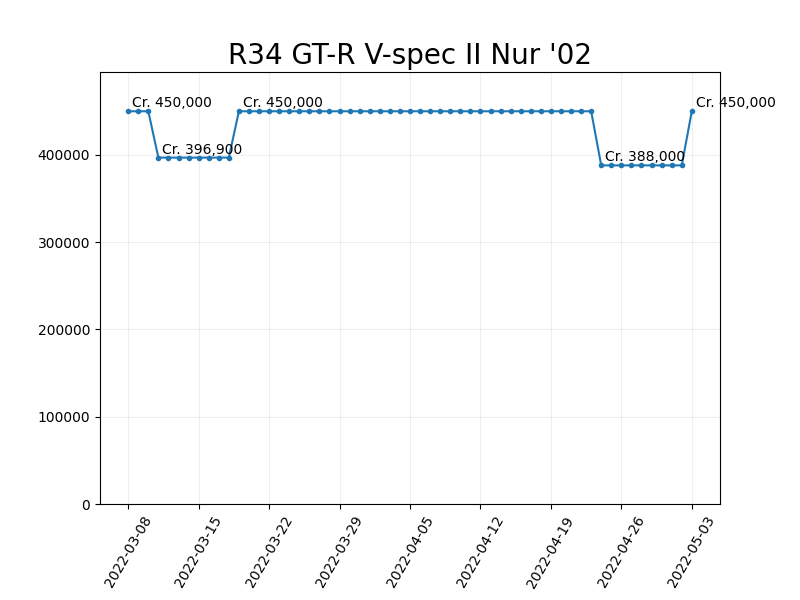 R34 GT-R V-spec II Nur '02
Cr. 450,000
Cr. 450,000
Cr. 450,000
Cr. 396,900
Cr. 388,000
400000
300000
200000
100000
0
2022-03-08
2022-03-15
2022-03-22
2022-03-29
2022-04-05
2022-04-12
2022-04-19
2022-04-26
2022-05-03